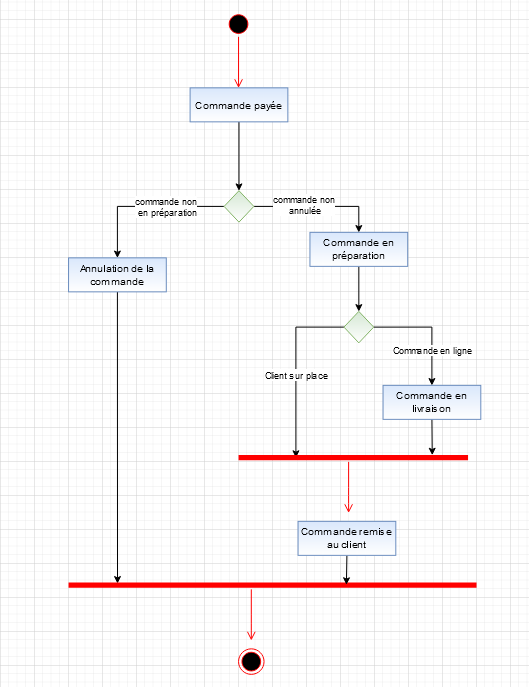 Commande payée
commande non
en préparation
commande non
annulée
Commande en
préparation
Annulation de la
commande
Commande en ligne
Client sur place
Commande en
livraison
Commande remise
au client